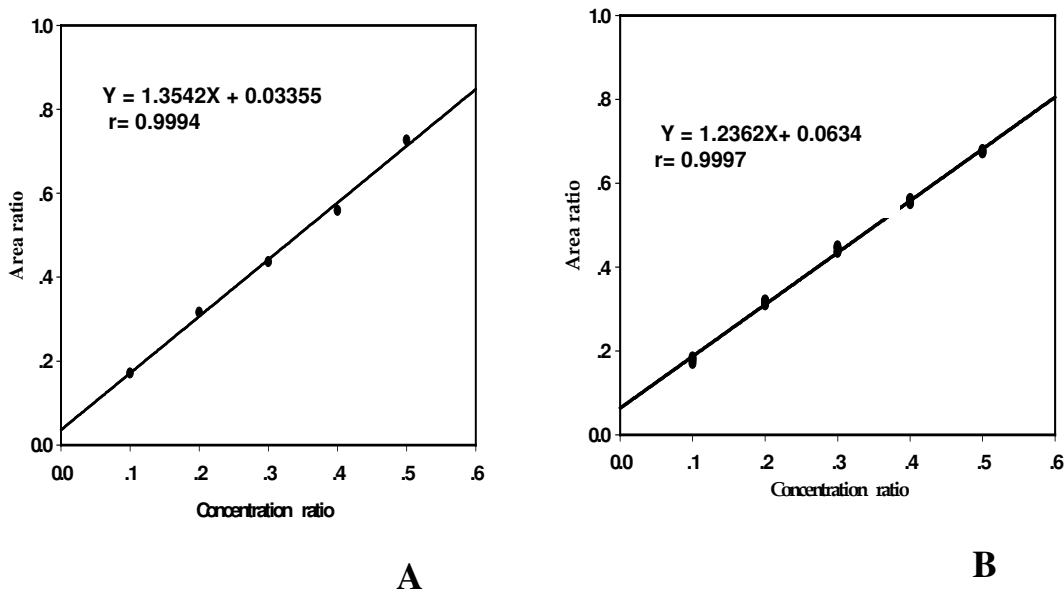 1.0
.8
.6
.4
.2
0.0
Area ratio
Y = 1.3542X + 0.03355
r= 0.9994
0.0 .1 .2 .3 .4 .5 .6
Concentration ratio
A
1.0
.8
.6
.4
.2
0.0
Area ratio
Y = 1.2362X+ 0.0634
r= 0.9997
0.0 .1 .2 .3 .4 .5 .6
Concentration ratio
B